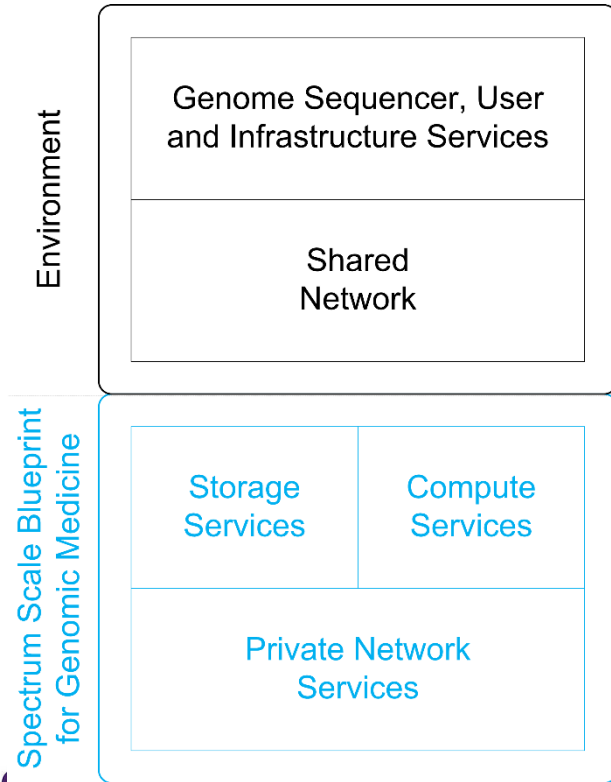 Environment
Genome Sequencer, User
and Infrastructure Services
Shared
Network
Spectrum Scale Blueprint
for Genomic Medicine
Storage
Services
Compute
Services
Private Network
Services